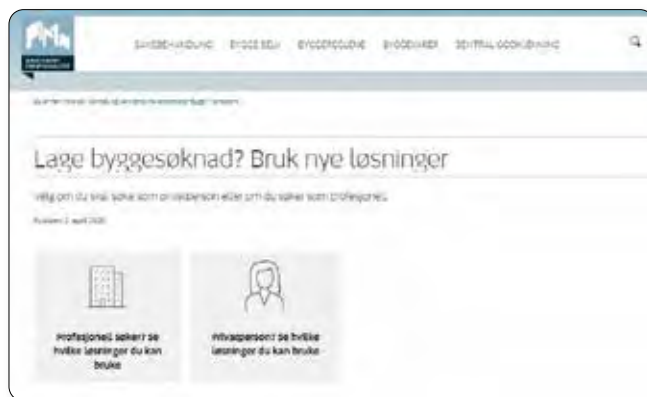 SAKSBEHANDLING BYGGE SELV BYGGEREGLENE BYGGEVARER SENTRAL GODKJENNING
Lage byggesøknad? Bruk nye løsninger
Velg om du skal søke som privatperson eller om du søker som profesjonell.
april
Profesjonell søker? Se
hvilke løsninger du kan
bruke
Privatperson? Se hvilke
løsninger du kan bruke